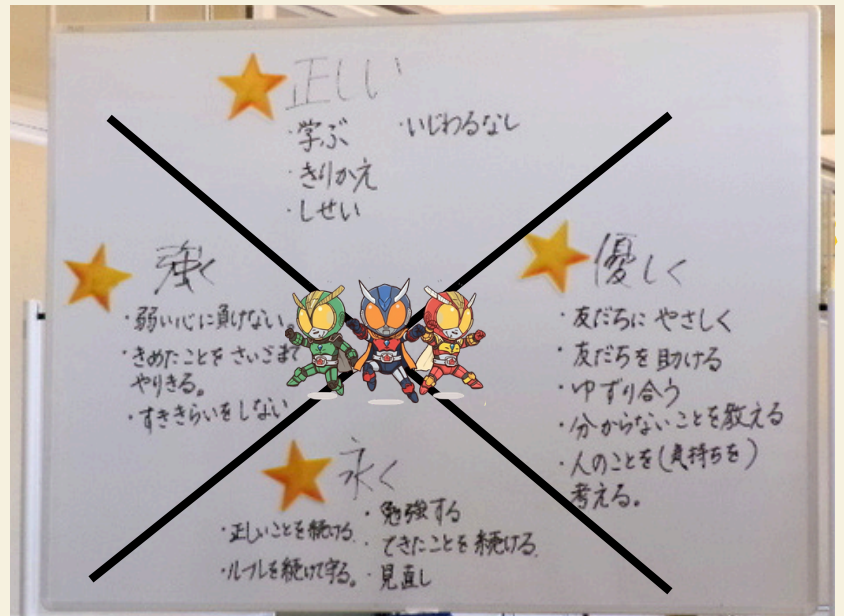 正しい
・学ぶ ・いじわるなし
・きりかえ
・しせい
強く
・弱い心に負けない
・きめたことをさいごまで
やりきる。
・すききらいをしない
優しく
・友だちに やさしく
・友だちを助ける
・ゆずり合う
・分からないことを教える
・人のことを(気持ちを)
考える。
永く
・正しいことを続ける
・ルールを続けて守る。
・勉強する
・できたことを続ける
・見直し